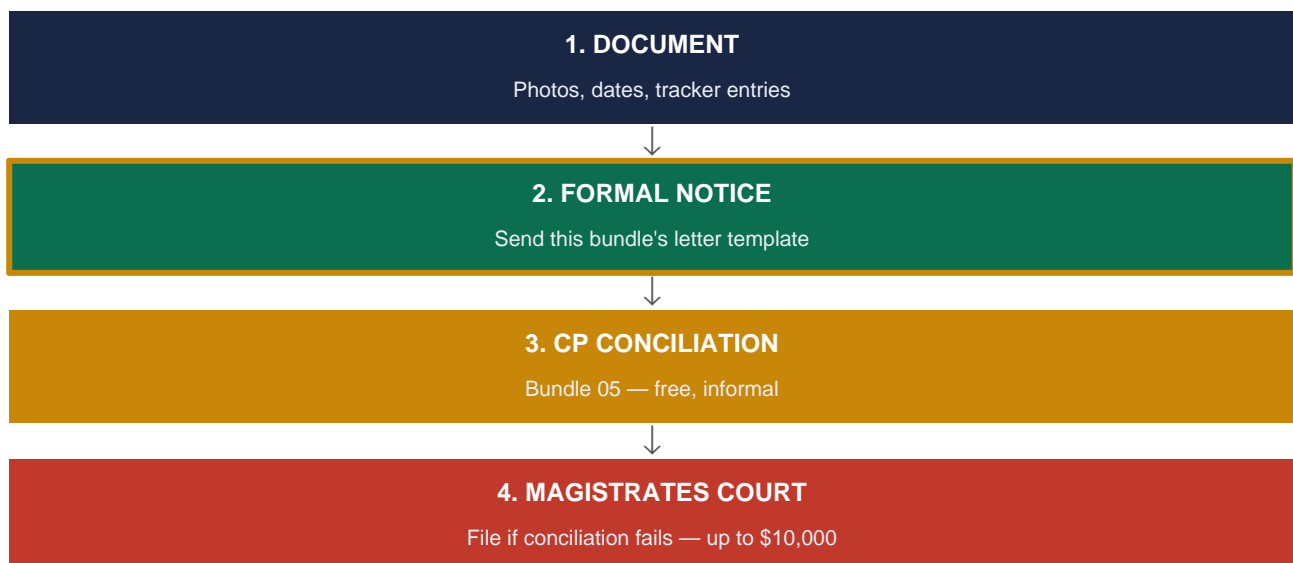 1. DOCUMENT
Photos, dates, tracker entries
2. FORMAL NOTICE
Send this bundle's letter template
3. CP CONCILIATION
Bundle 05 — free, informal
4. MAGISTRATES COURT
File if conciliation fails — up to $10,000